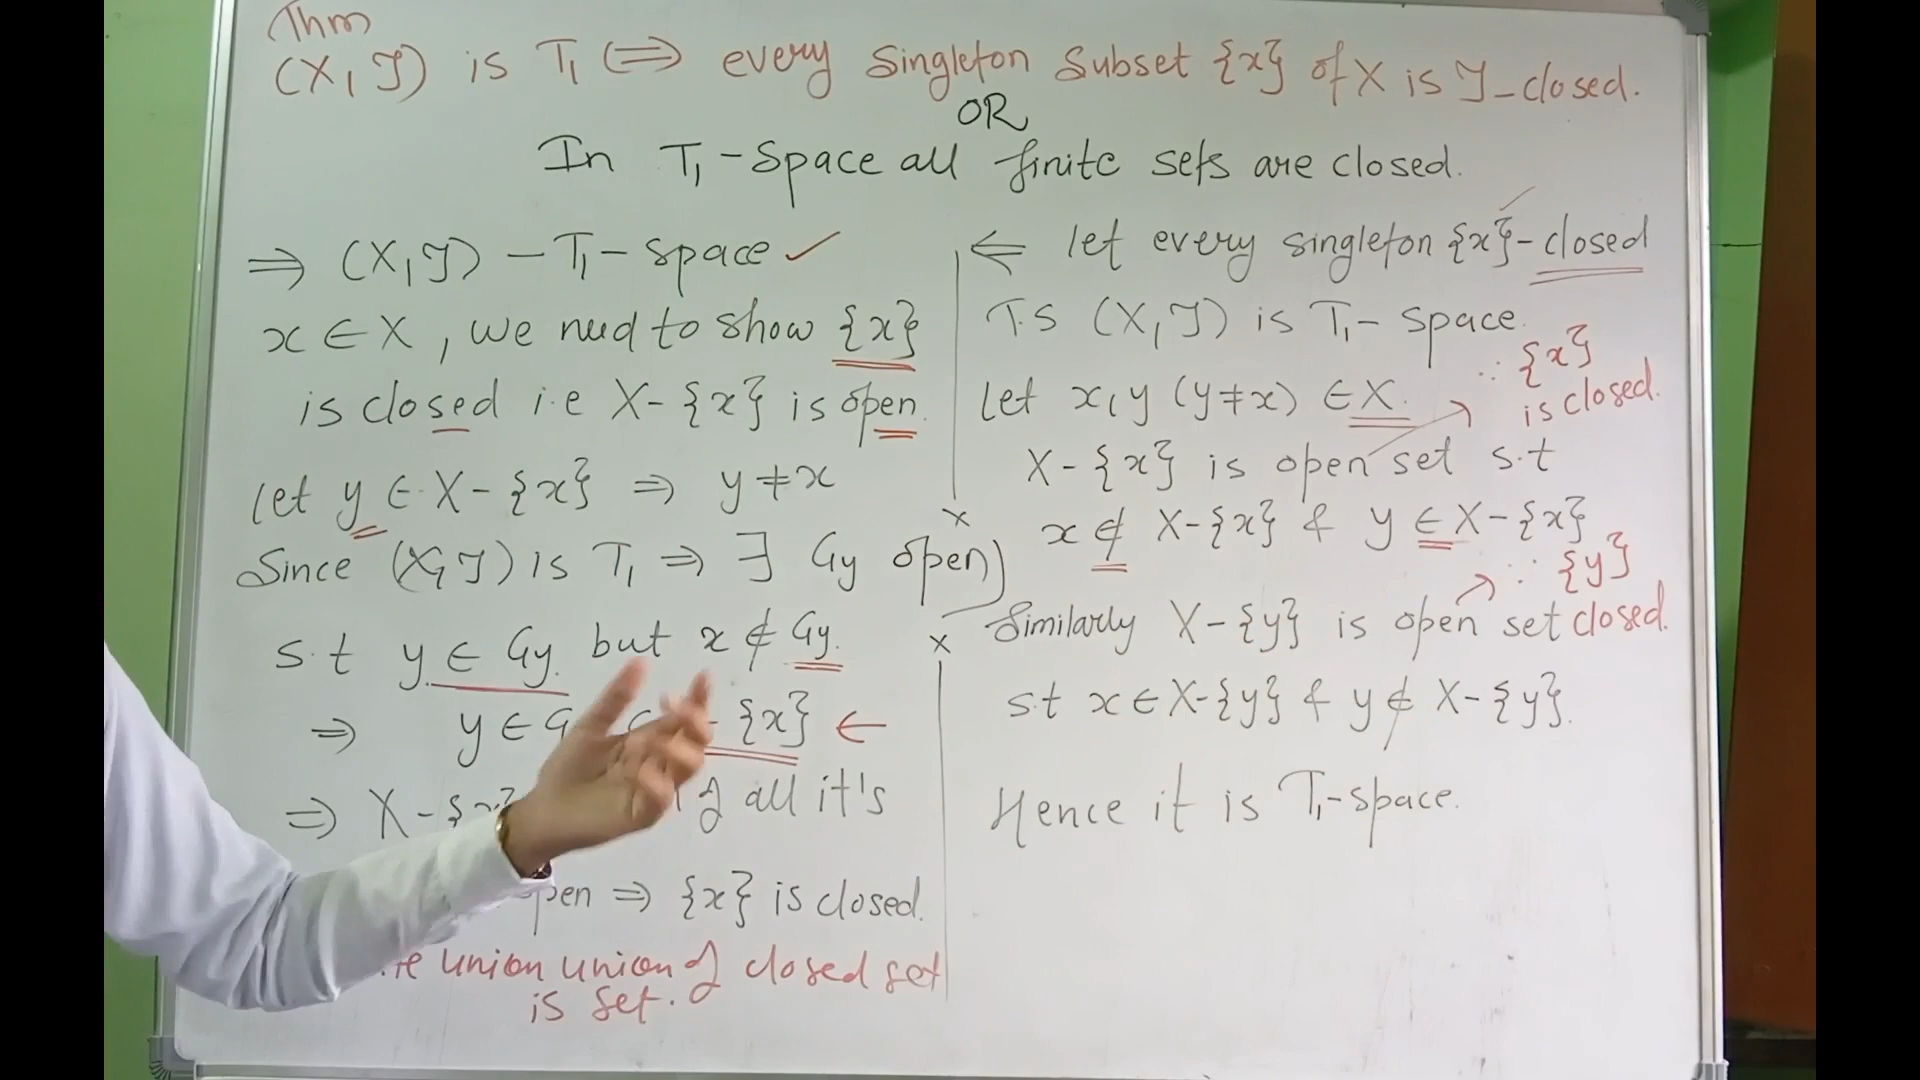 Thm
(X, T) is T₁ ⟺ every Singleton Subset {x} of X is T-closed.
OR
In T₁-Space all finite sets are closed.
⇒ (X, T) – T₁-space ✓
x ∈ X, we need to show {x}
is closed i.e X-{x} is open.
let y ∈ X-{x} ⇒ y ≠ x
Since (X, T) is T₁ ⇒ ∃ Gy open
s.t y ∈ Gy but x ∉ Gy.
⇒ y ∈ G - {x} ←
⇒ X-{x} of all it's
pen ⇒ {x} is closed.
union union of closed set
is set.
⇐ let every singleton {x}-closed
T.S (X, T) is T₁-space.
∵ {x}
is closed.
let x, y (y≠x) ∈ X.
X-{x} is open set s.t
x ∉ X-{x} & y ∈ X-{x}
∵ {y}
closed.
Similarly X-{y} is open set
s.t x ∈ X-{y} & y ∉ X-{y}.
Hence it is T₁-space.